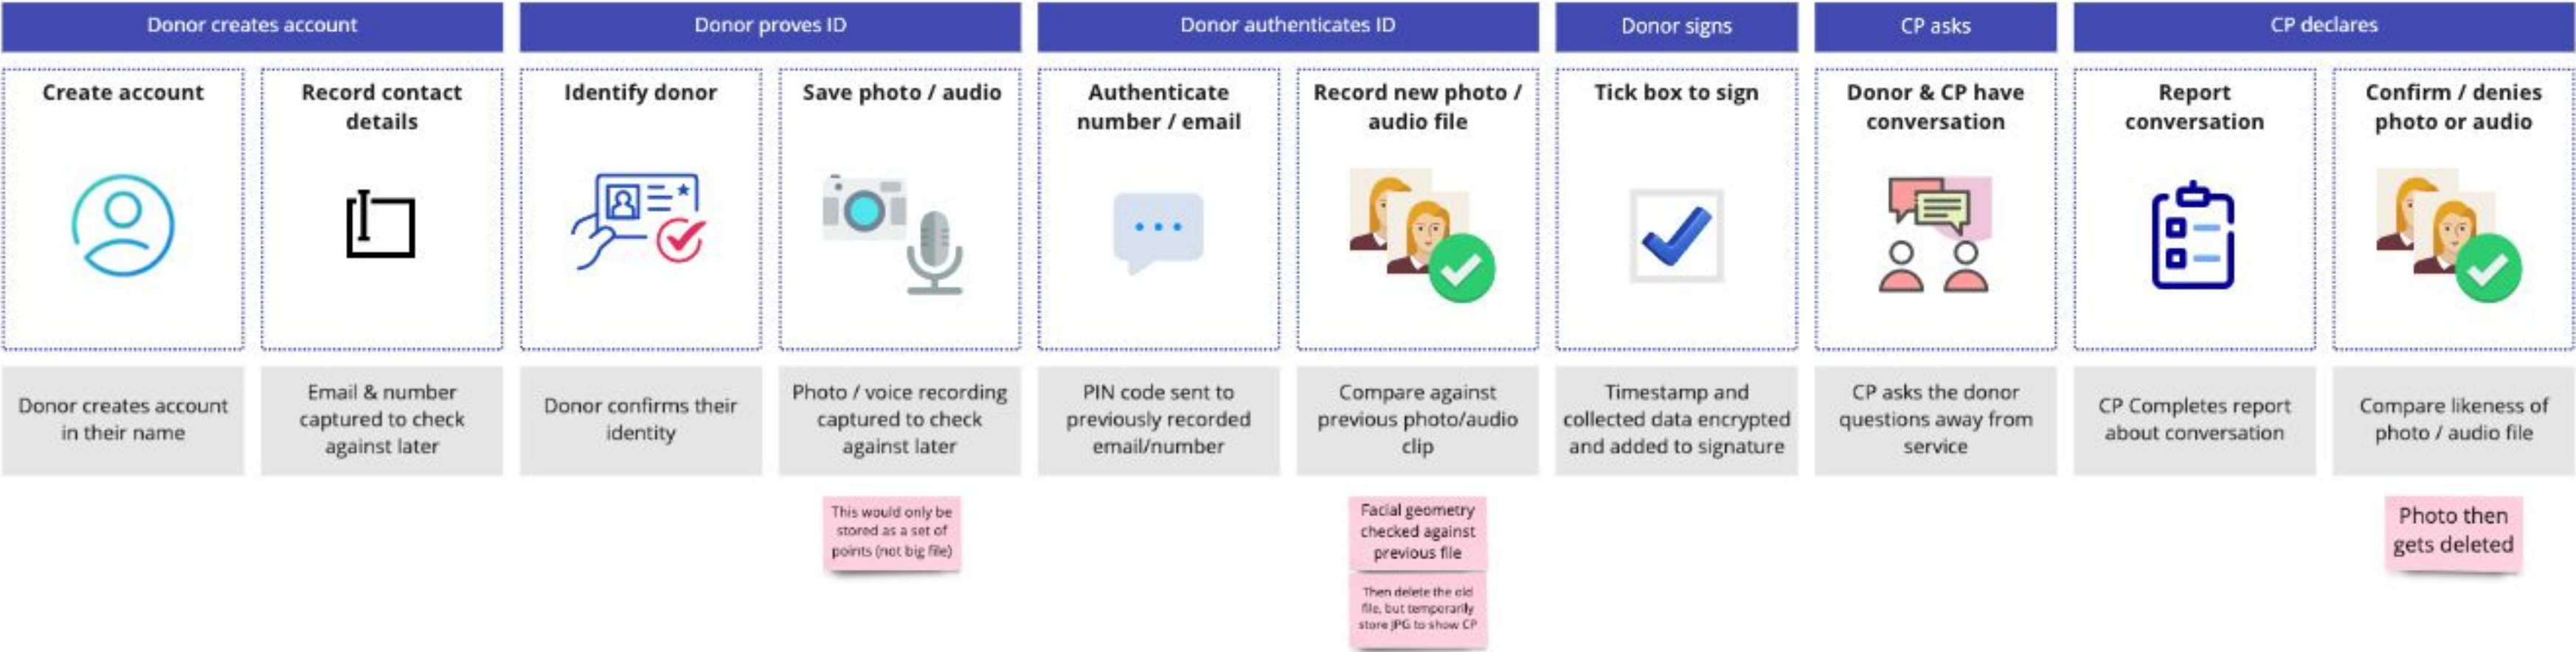 Donor creates account
Donor proves ID
Donor authenticates ID
Donor signs
CP asks
CP declares
Create account
Record contact
details
Identify donor
Save photo / audio
Authenticate
number / email
Record new photo /
audio file
Tick box to sign
Donor & CP have
conversation
Report
conversation
Confirm / denies
photo or audio
Donor creates account
in their name
Email & number
captured to check
against later
Donor confirms their
identity
Photo / voice recording
captured to check
against later
PIN code sent to
previously recorded
email/number
Compare against
previous photo/audio
clip
Timestamp and
collected data encrypted
and added to signature
CP asks the donor
questions away from
service
CP Completes report
about conversation
Compare likeness of
photo / audio file
This would only be
stored as a set of
points (not big file)
Facial geometry
checked against
previous file
Then delete the old
file, but temporarily
store JPG to show CP
Photo then
gets deleted